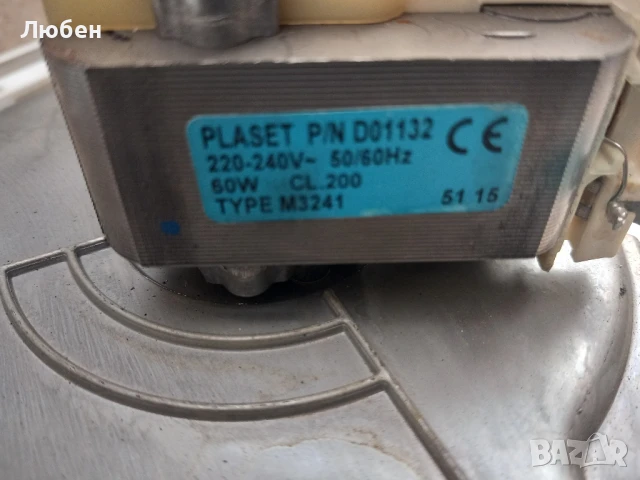 Любен
PLASET P/N D01132 CE
220-240V~ 50/60Hz
60W CL.200
TYPE M3241 51 15
BAZAR